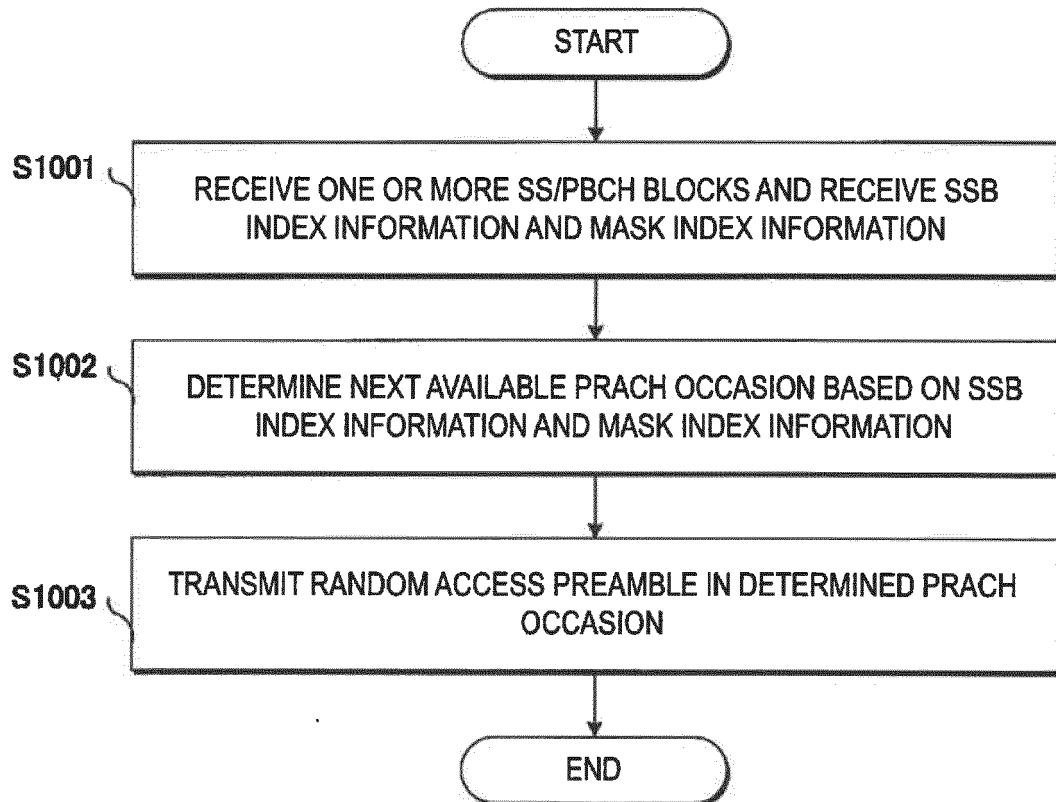 START
S1001
RECEIVE ONE OR MORE SS/PBCH BLOCKS AND RECEIVE SSB
INDEX INFORMATION AND MASK INDEX INFORMATION
S1002
DETERMINE NEXT AVAILABLE PRACH OCCASION BASED ON SSB
INDEX INFORMATION AND MASK INDEX INFORMATION
S1003
TRANSMIT RANDOM ACCESS PREAMBLE IN DETERMINED PRACH
OCCASION
END